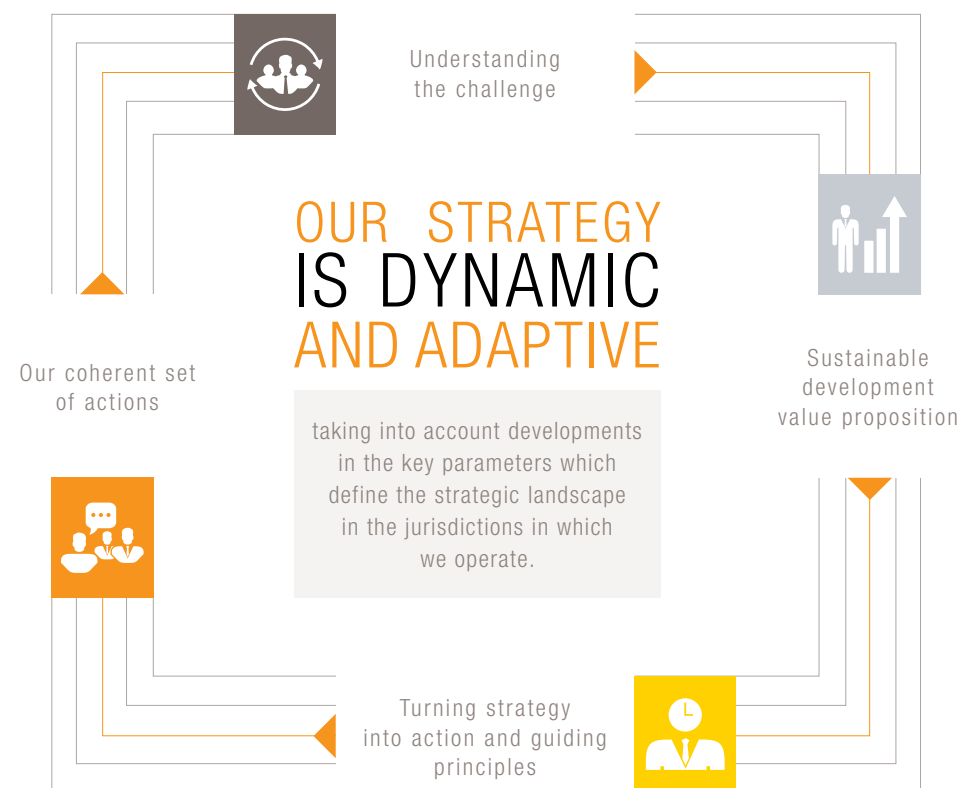 Understanding
the challenge
OUR STRATEGY
IS DYNAMIC
AND ADAPTIVE
Our coherent set
of actions
Sustainable
development
value proposition
taking into account developments
in the key parameters which
define the strategic landscape
in the jurisdictions in which
we operate.
Turning strategy
into action and guiding
principles